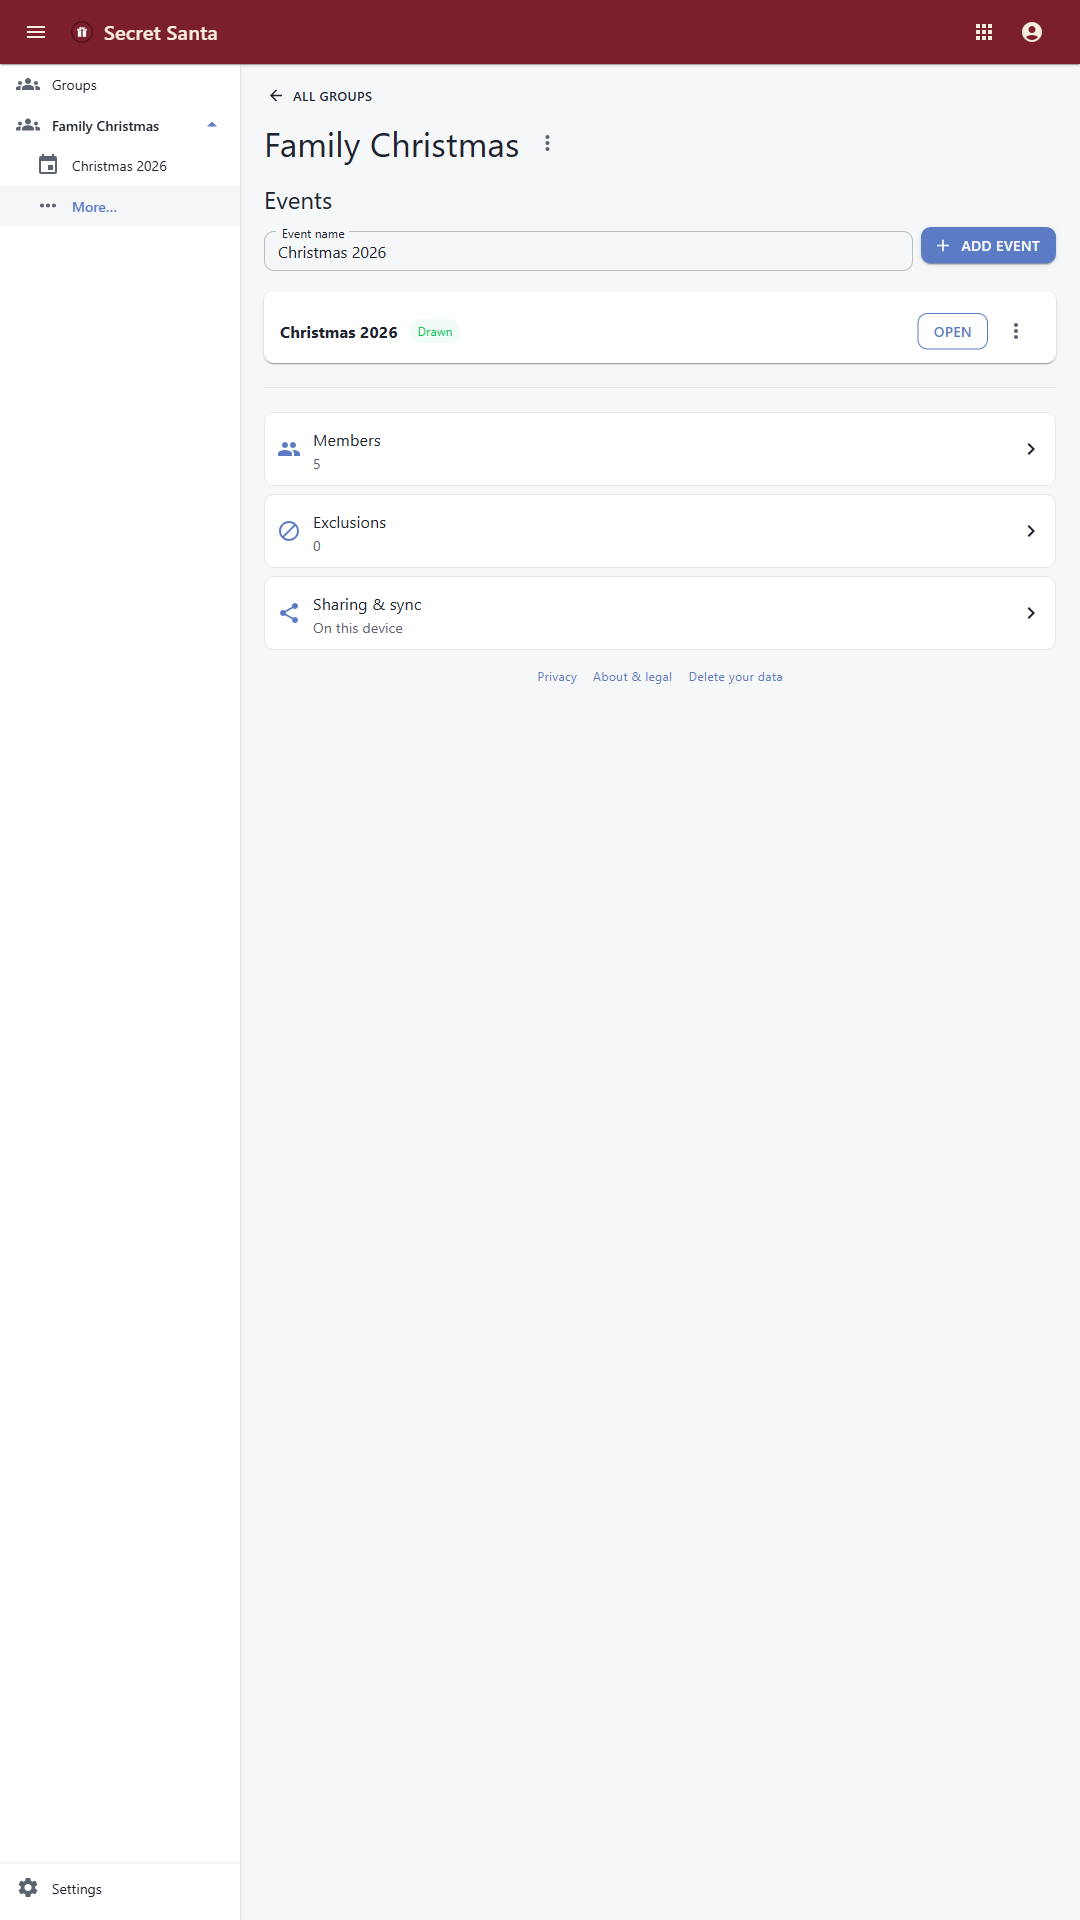 Secret Santa
Groups
Family Christmas
Christmas 2026
More...
Settings
ALL GROUPS
Family Christmas
Events
Event name
Christmas 2026
ADD EVENT
Christmas 2026 Drawn
OPEN
Members
5
Exclusions
0
Sharing & sync
On this device
Privacy About & legal Delete your data